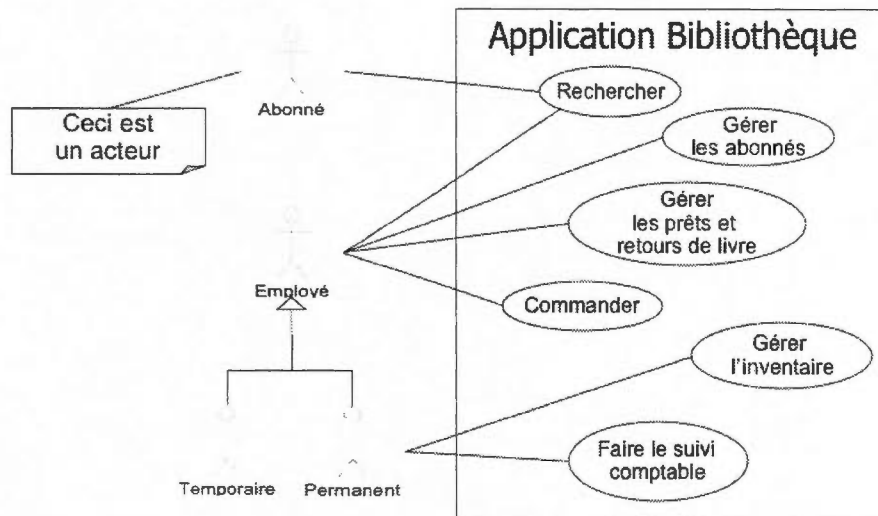 Application Bibliothèque
Rechercher
Abonné
Ceci est
un acteur
Gérer
les abonnés
Gérer
les prêts et
retours de livre
Employé
Commander
Gérer
l'inventaire
Faire le suivi
comptable
Temporaire
Permanent